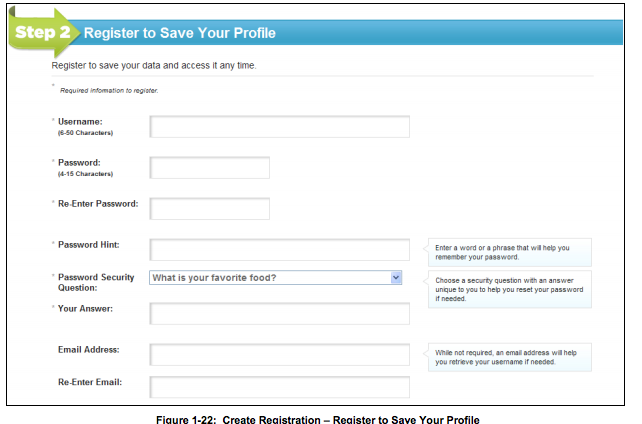 Step 2 Register to Save Your Profile
Register to save your data and access it any time.
* Required information to register.
* Username:
(6-50 Characters)
* Password:
(4-15 Characters)
* Re-Enter Password:
* Password Hint:
Enter a word or a phrase that will help you
remember your password.
* Password Security
Question:
What is your favorite food?
Choose a security question with an answer
unique to you to help you reset your password
if needed.
* Your Answer:
Email Address:
While not required, an email address will help
you retrieve your username if needed.
Re-Enter Email:
Figure 1-22: Create Registration – Register to Save Your Profile